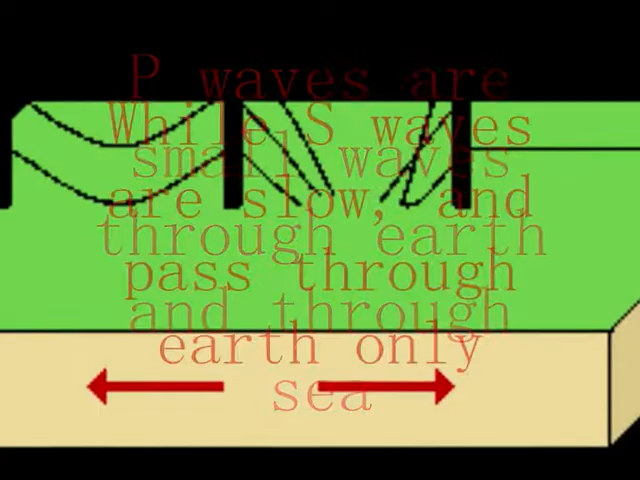 P waves are
While S waves
small waves
are slow, and
through earth
pass through
and through
earth only
sea